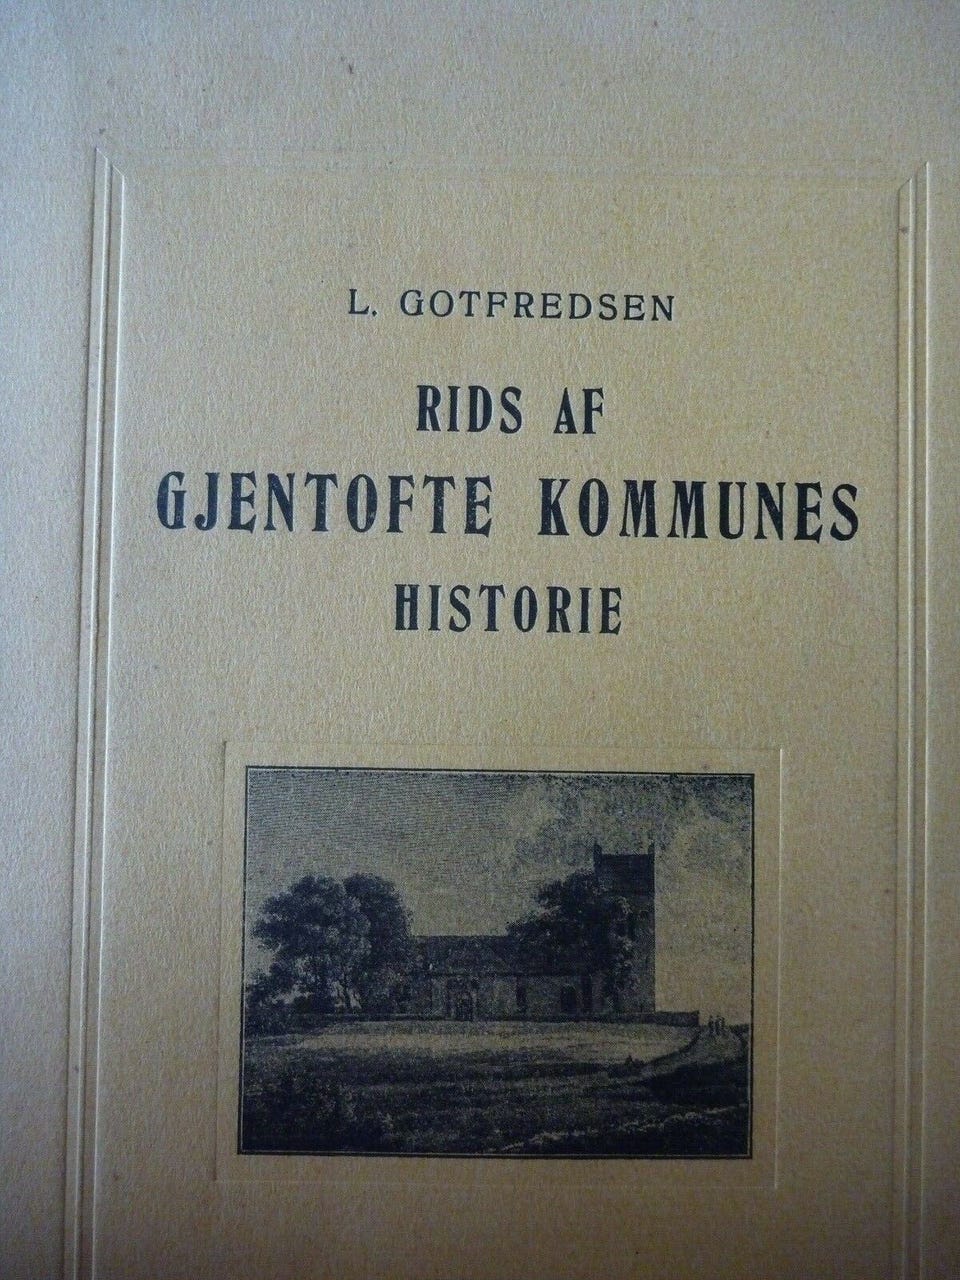 L. GOTFREDSEN
RIDS AF
GJENTOFTE KOMMUNES
HISTORIE